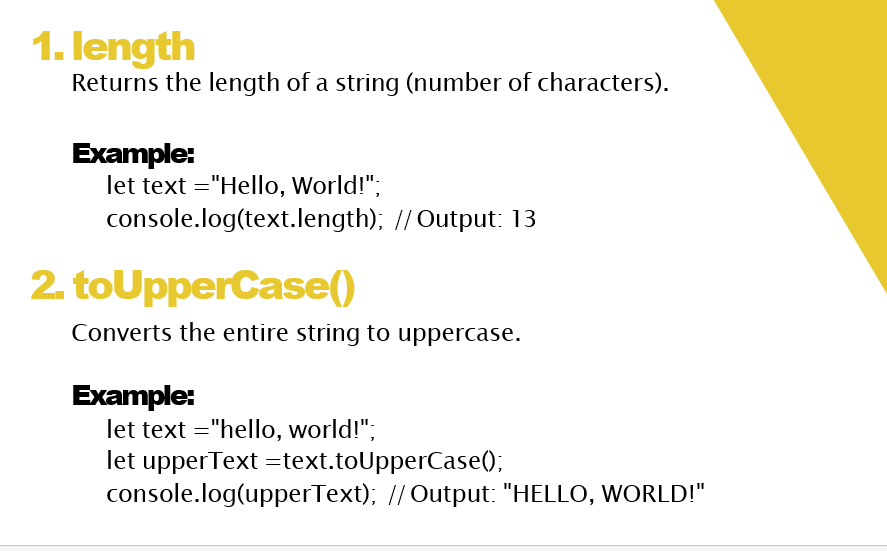 1. length
Returns the length of a string (number of characters).
Example:
let text ="Hello, World!";
console.log(text.length); // Output: 13
2. toUpperCase()
Converts the entire string to uppercase.
Example:
let text ="hello, world!";
let upperText =text.toUpperCase();
console.log(upperText); // Output: "HELLO, WORLD!"